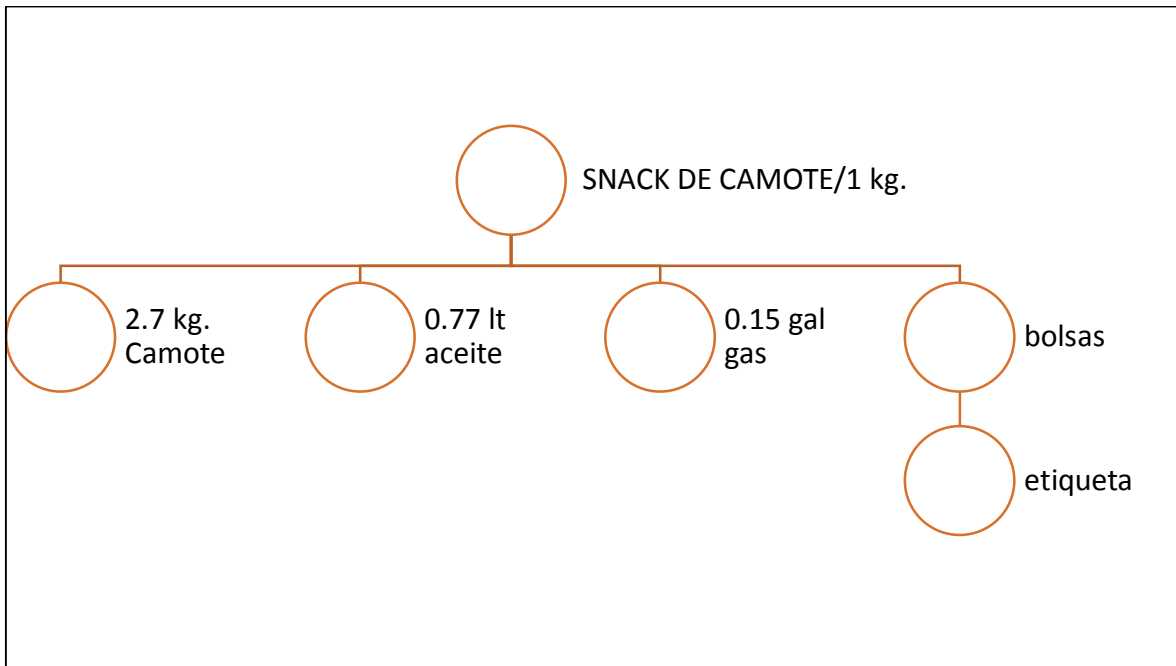 SNACK DE CAMOTE/1 kg.
2.7 kg.
Camote
0.77 lt
aceite
0.15 gal
gas
bolsas
etiqueta